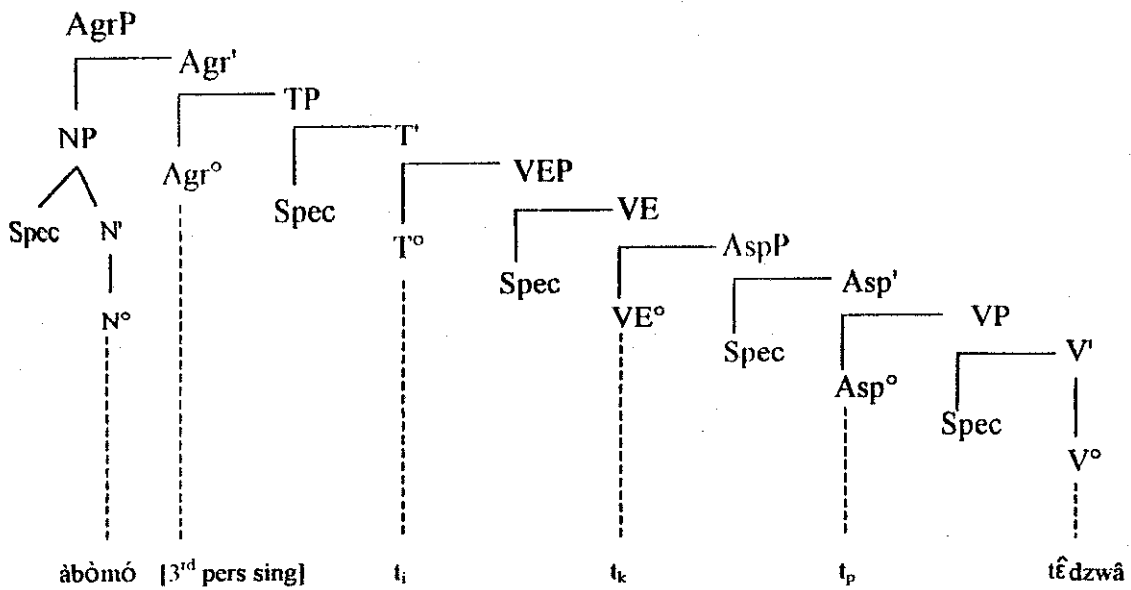 AgrP
Agr'
TP
NP
T'
Agr°
VEP
Spec
N'
Spec
VE
T°
AspP
Spec
Asp'
N°
VE°
VP
Spec
V'
Asp°
Spec
V°
àbòmó [3rd pers sing] ti tk tp tɛ̂ dzwâ